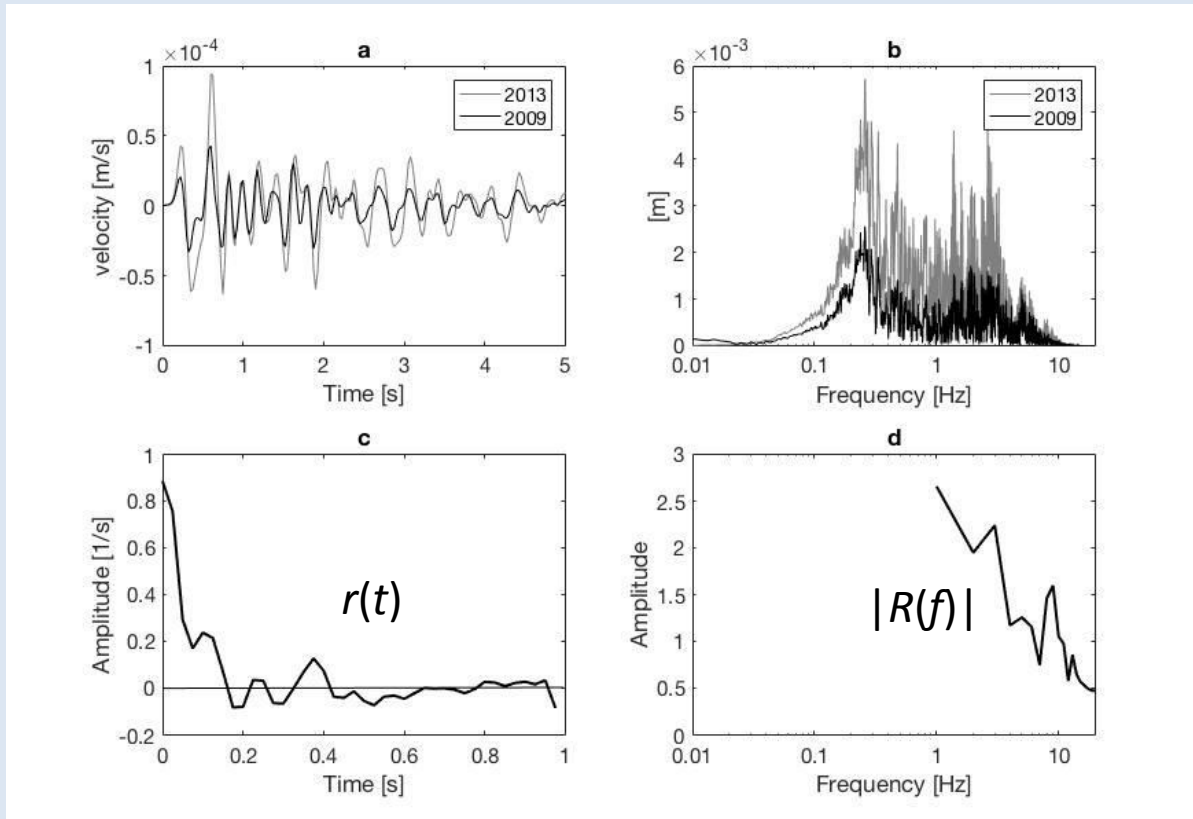 a
×10⁻⁴
velocity [m/s]
1
0.5
0
-0.5
-1
0 1 2 3 4 5
Time [s]
2013
2009
b
×10⁻³
[m]
6
5
4
3
2
1
0
0.01 0.1 1 10
Frequency [Hz]
2013
2009
c
Amplitude [1/s]
1
0.8
0.6
0.4
0.2
0
-0.2
0 0.2 0.4 0.6 0.8 1
Time [s]
r(t)
d
Amplitude
3
2.5
2
1.5
1
0.5
0
0.01 0.1 1 10
Frequency [Hz]
|R(f)|